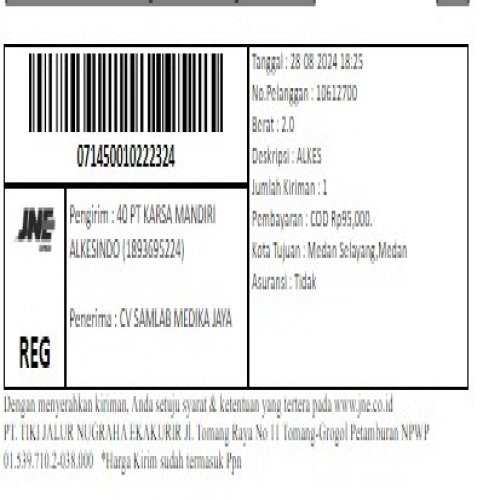 071450010222324
JNE
REG
Pengirim : 40 PT KARSA MANDIRI
ALKESINDO (1893695224)
Penerima : CV SAMLAB MEDIKA JAYA
Tanggal : 28 08 2024 18:25
No.Pelanggan : 10612700
Berat : 2.0
Deskripsi : ALKES
Jumlah Kiriman : 1
Pembayaran : COD Rp95,000.
Kota Tujuan : Medan Selayang,Medan
Asuransi : Tidak
Dengan menyerahkan kiriman, Anda setuju syarat & ketentuan yang tertera pada www.jne.co.id
PT. TIKI JALUR NUGRAHA EKAKURIR Jl. Tomang Raya No 11 Tomang-Grogol Petamburan NPWP
01.539.710.2-038.000 *Harga Kirim sudah termasuk Ppn